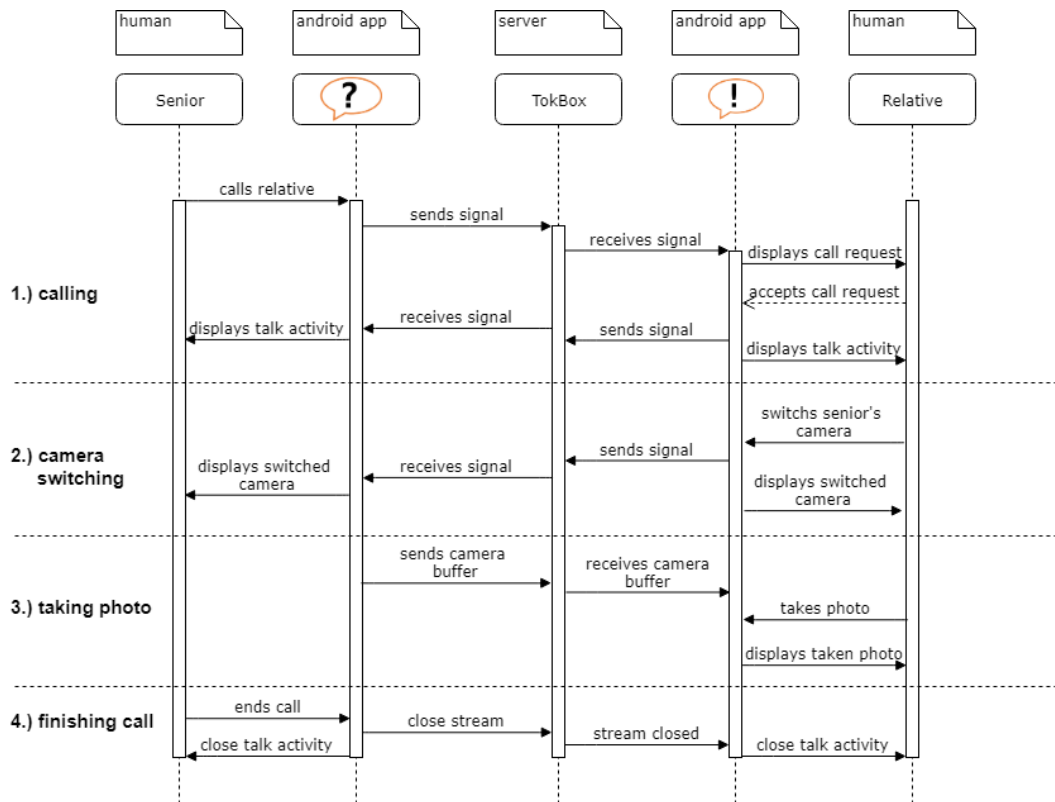 human
android app
server
android app
human
Senior
?
TokBox
!
Relative
calls relative
sends signal
receives signal
displays call request
1.) calling
accepts call request
receives signal
displays talk activity
sends signal
displays talk activity
switchs senior's
camera
2.) camera
switching
sends signal
displays switched
camera
receives signal
displays switched
camera
sends camera
buffer
receives camera
buffer
3.) taking photo
takes photo
displays taken photo
4.) finishing call
ends call
close stream
stream closed
close talk activity
close talk activity